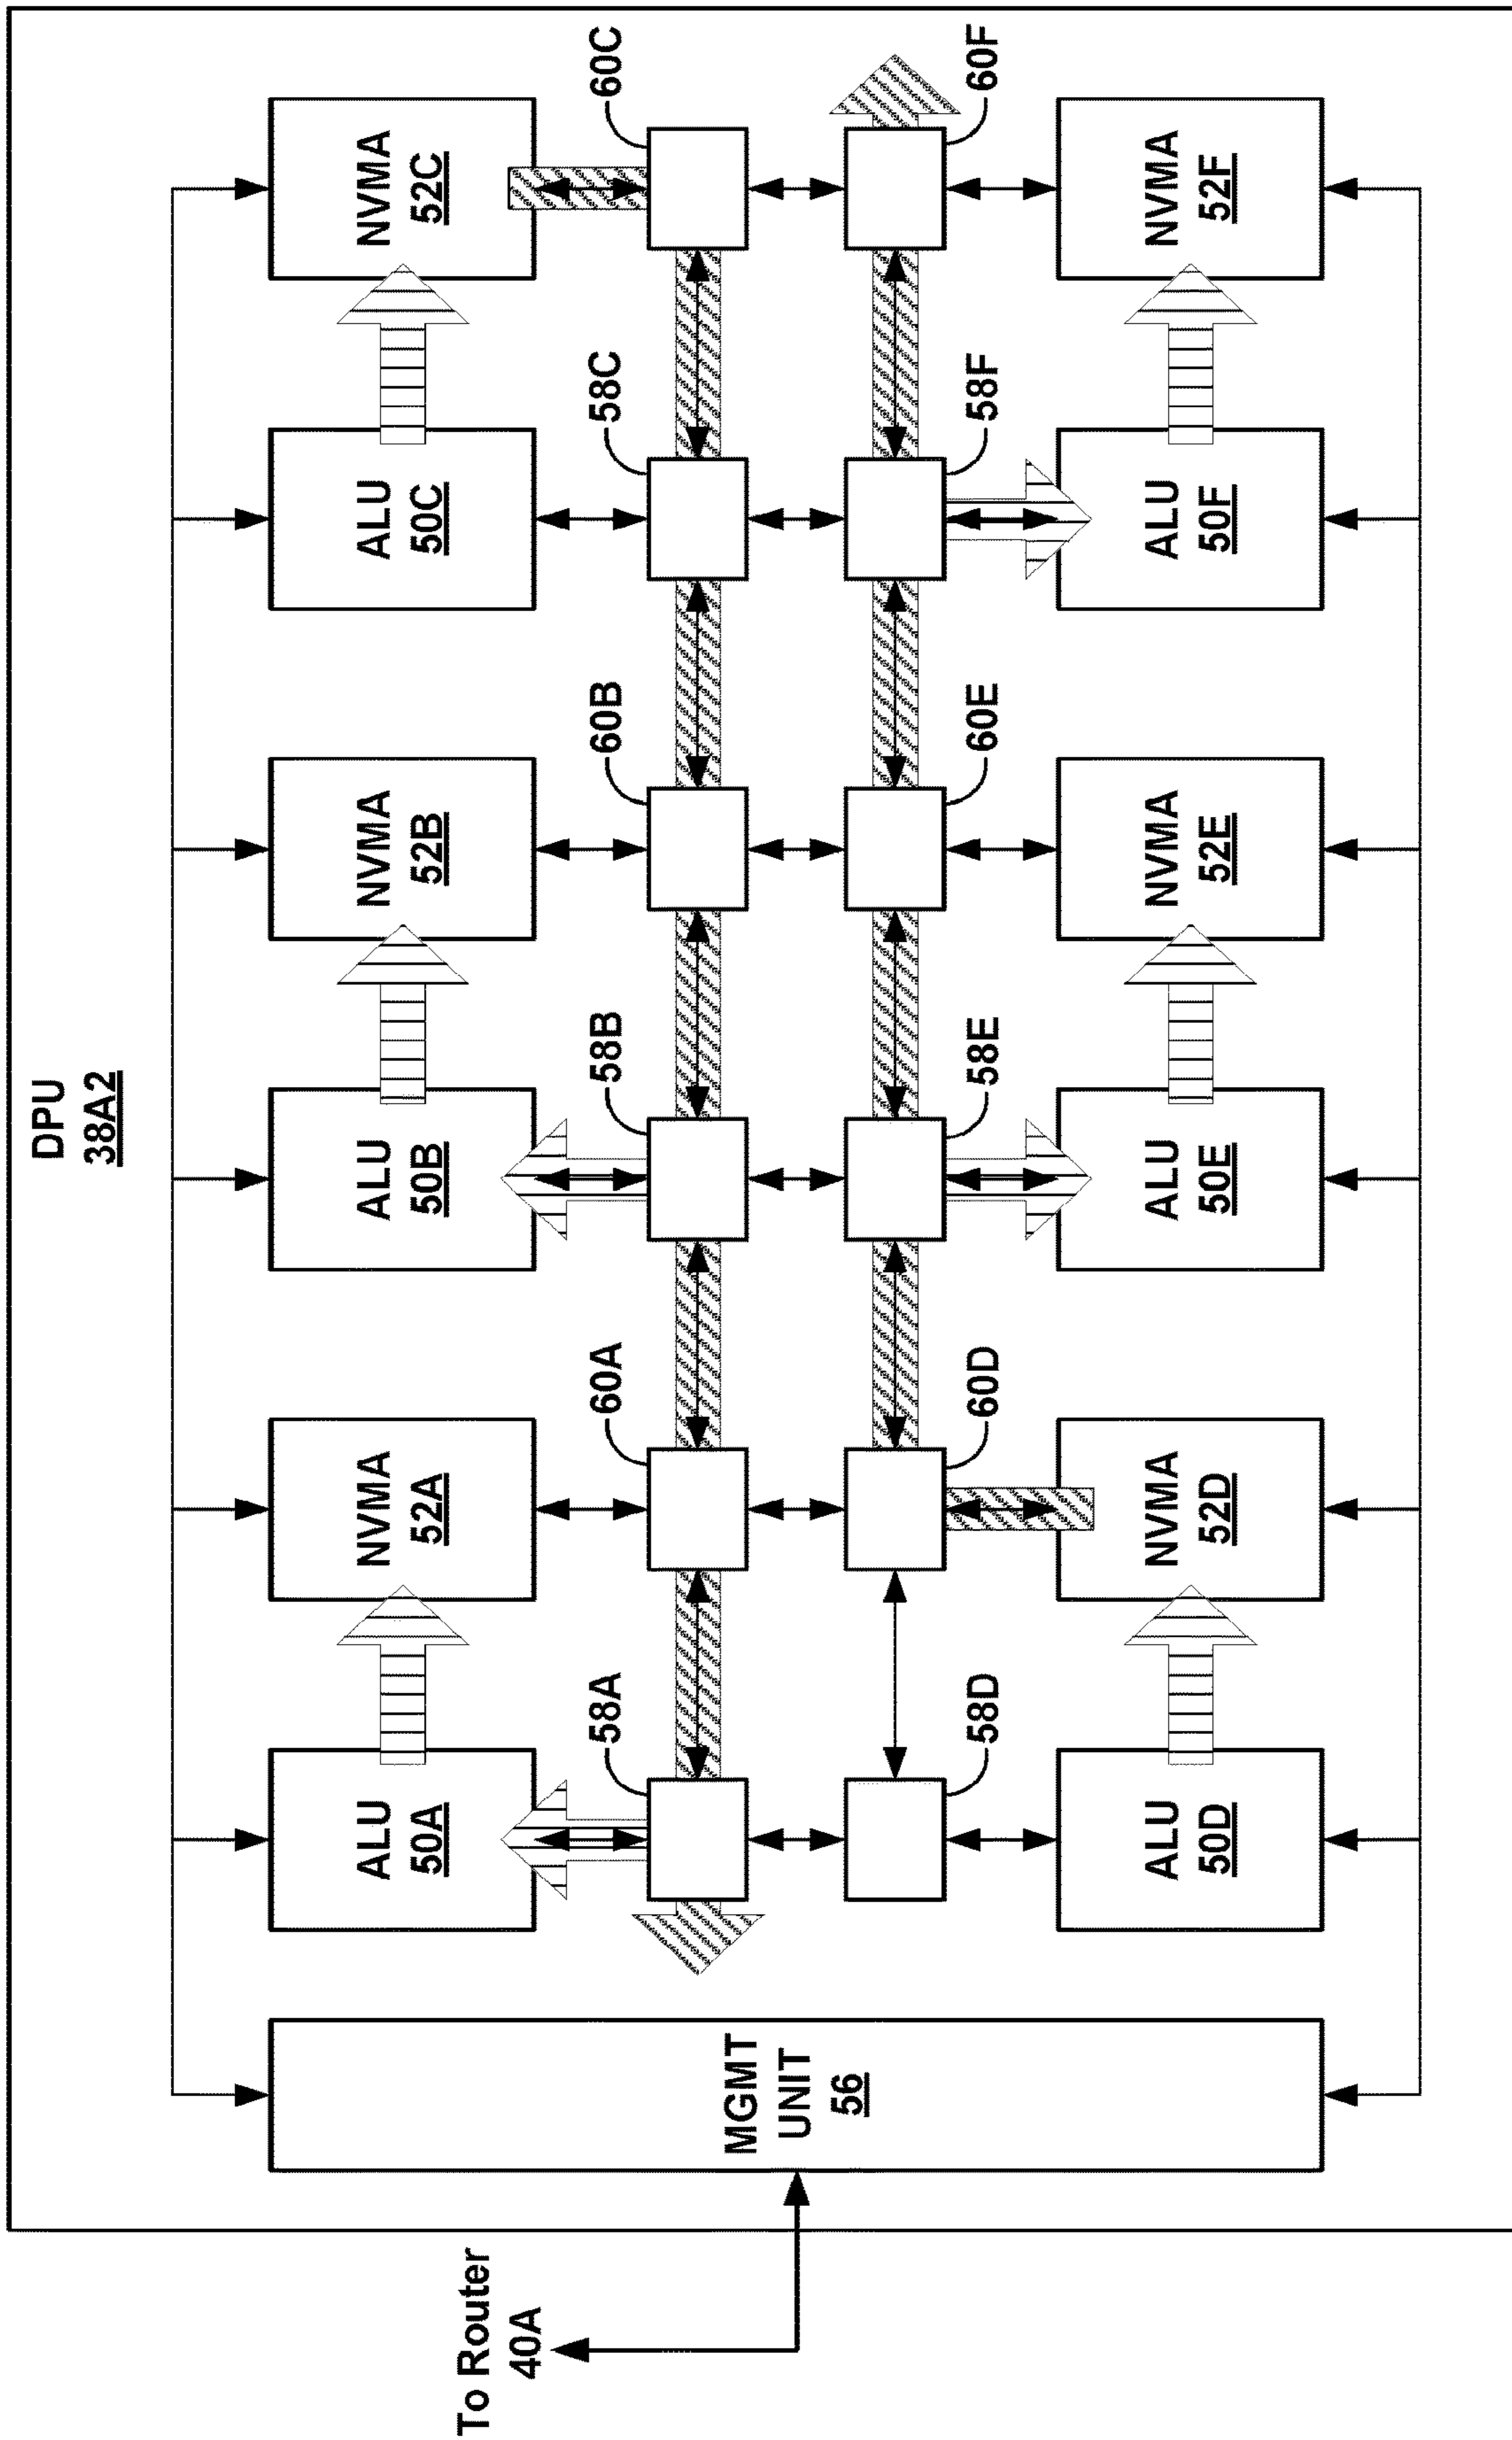 DPU
38A2
To Router
40A
MGMT
UNIT
56
ALU
50A
NVMA
52A
ALU
50B
NVMA
52B
ALU
50C
NVMA
52C
58A
60A
58B
60B
58C
60C
58D
60D
58E
60E
58F
60F
ALU
50D
NVMA
52D
ALU
50E
NVMA
52E
ALU
50F
NVMA
52F